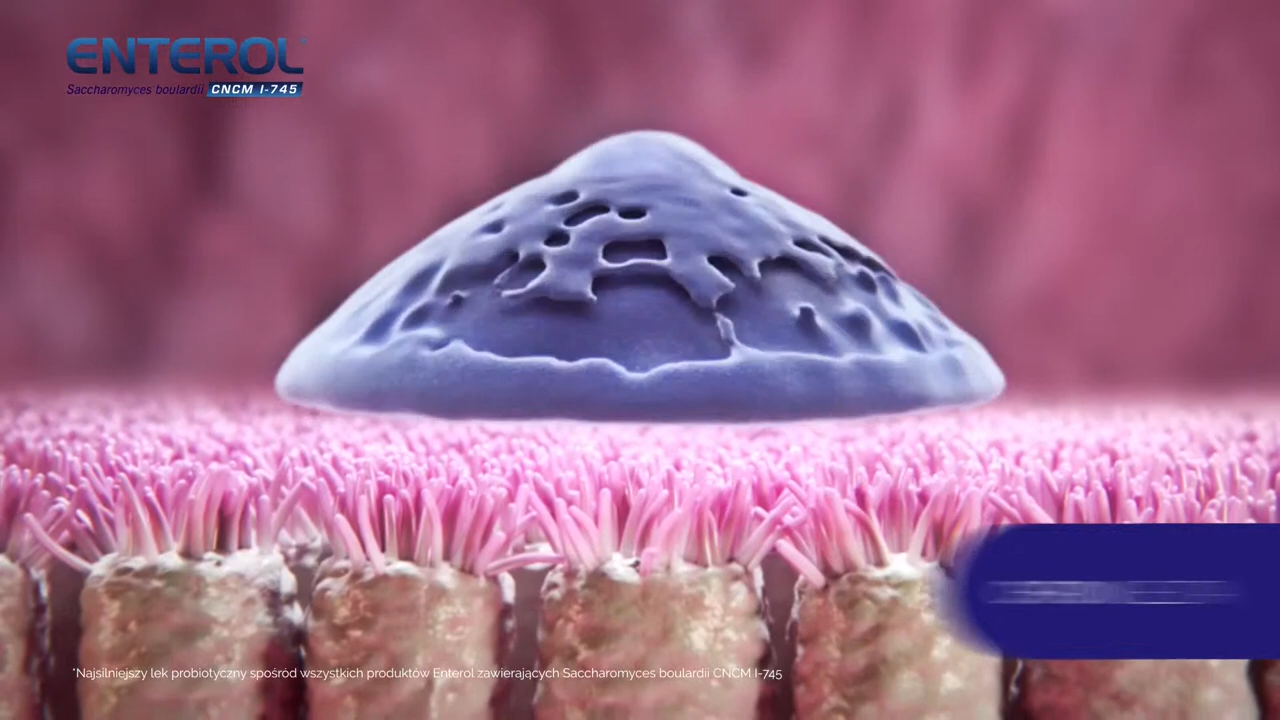 ENTEROL
Saccharomyces boulardii CNCM I-745
*Najsilniejszy lek probiotyczny spośród wszystkich produktów Enterol zawierających Saccharomyces boulardii CNCM I-745